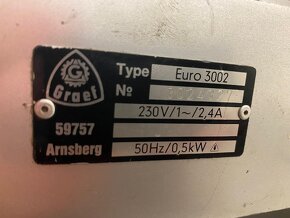 Graef
Type Euro 3002
№
230V/1~/2,4A
59757
Arnsberg
50Hz/0,5kW